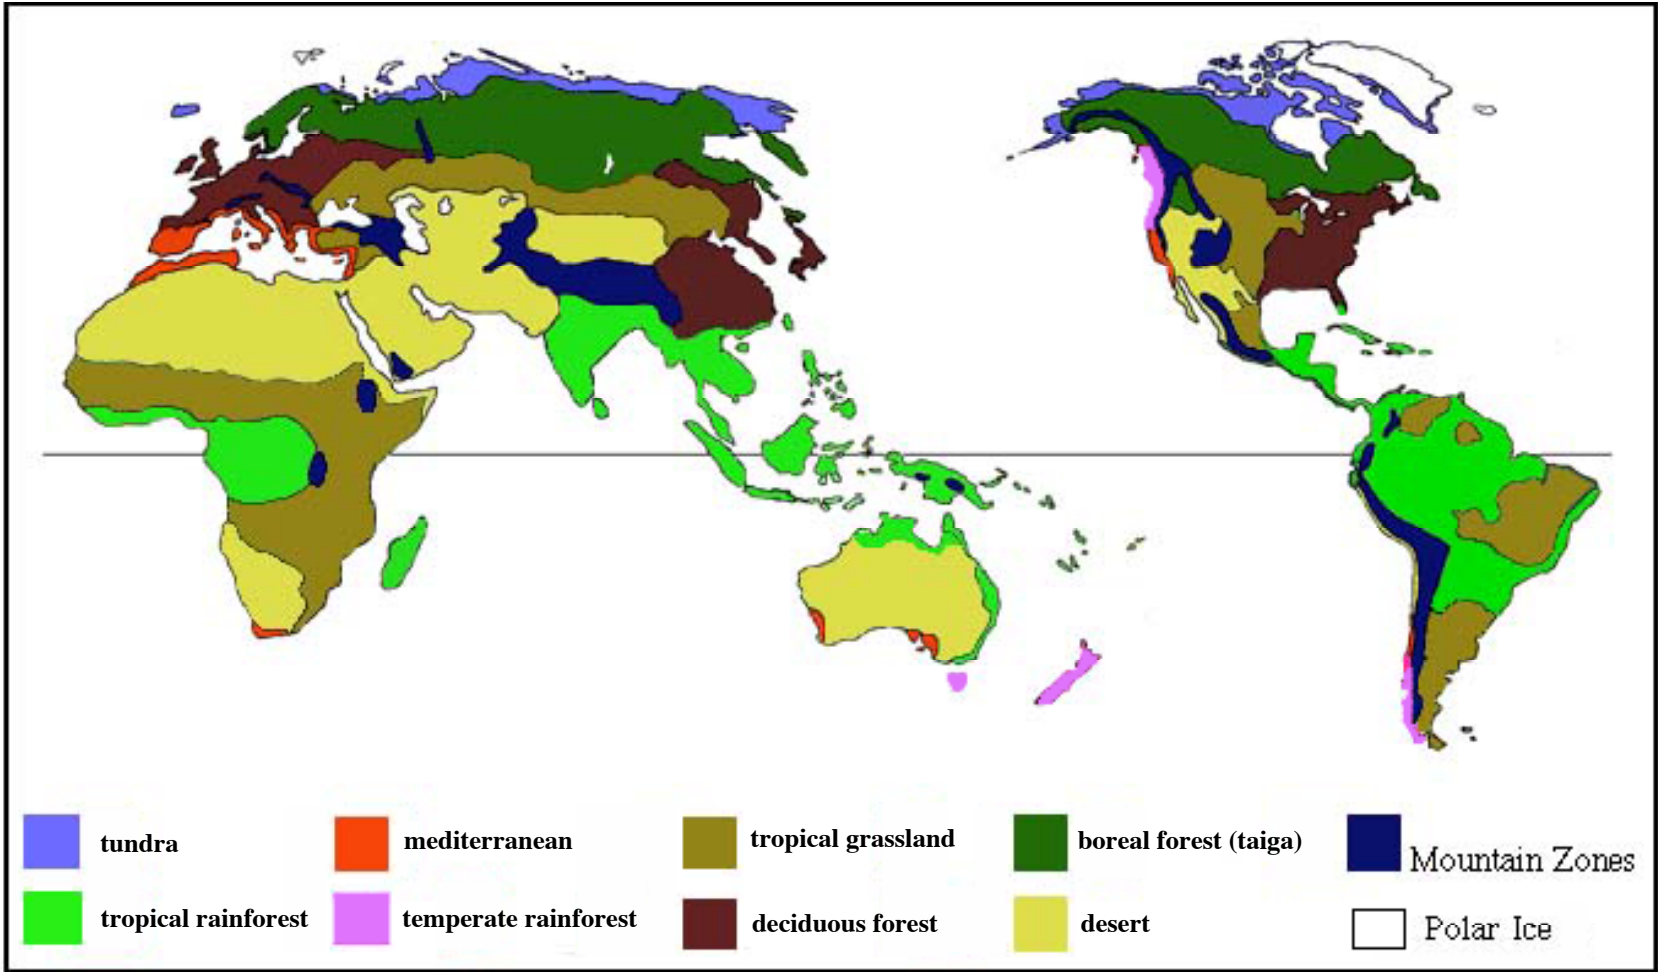 tundra
mediterranean
tropical grassland
boreal forest (taiga)
Mountain Zones
tropical rainforest
temperate rainforest
deciduous forest
desert
Polar Ice